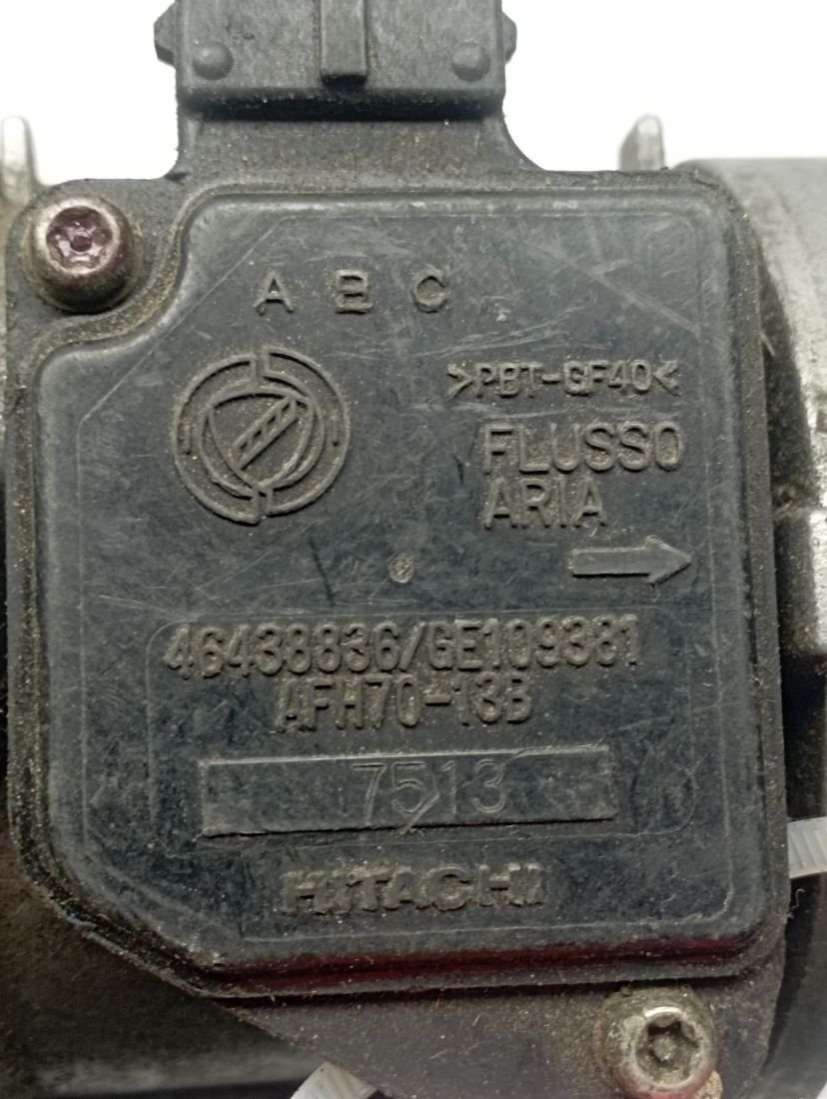 A B C
>PBT-GF40<
FLUSSO
ARIA
46438836/GE109381
AFH70-13B
7513
HITACHI